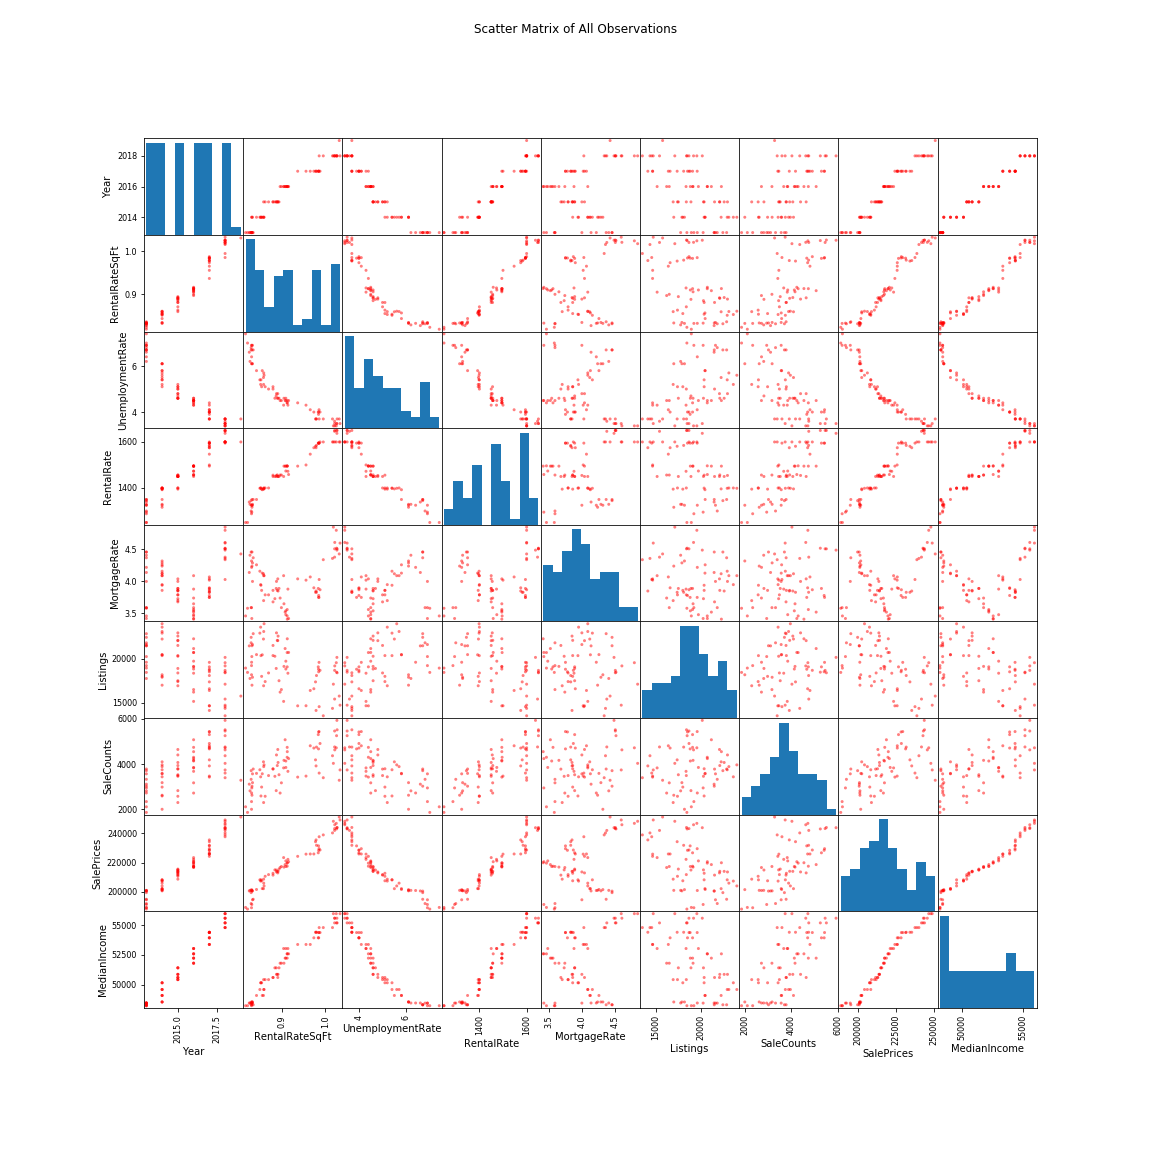 Scatter Matrix of All Observations
2018
2016
2014
Year
1.0
0.9
RentalRateSqFt
6
4
UnemploymentRate
1600
1400
RentalRate
4.5
4.0
3.5
MortgageRate
20000
15000
Listings
6000
4000
2000
SaleCounts
240000
220000
200000
SalePrices
55000
52500
50000
MedianIncome
2015.0
2017.5
Year
0.9
1.0
RentalRateSqFt
4
6
UnemploymentRate
1400
1600
RentalRate
3.5
4.0
4.5
MortgageRate
15000
20000
Listings
2000
4000
6000
SaleCounts
200000
225000
250000
SalePrices
50000
55000
MedianIncome